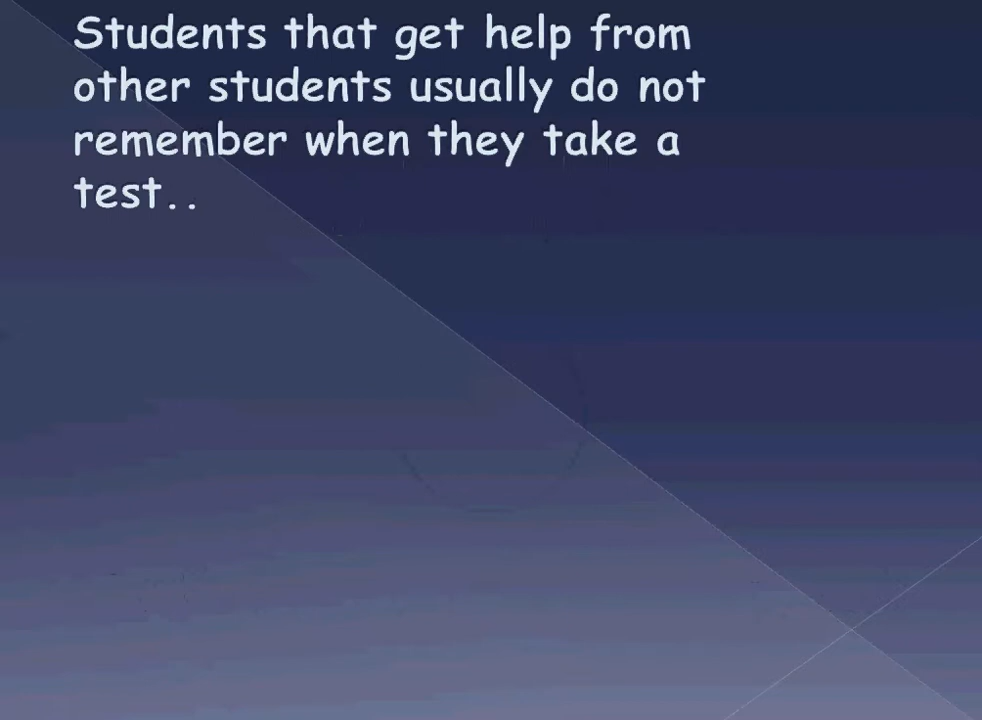 Students that get help from
other students usually do not
remember when they take a
test..